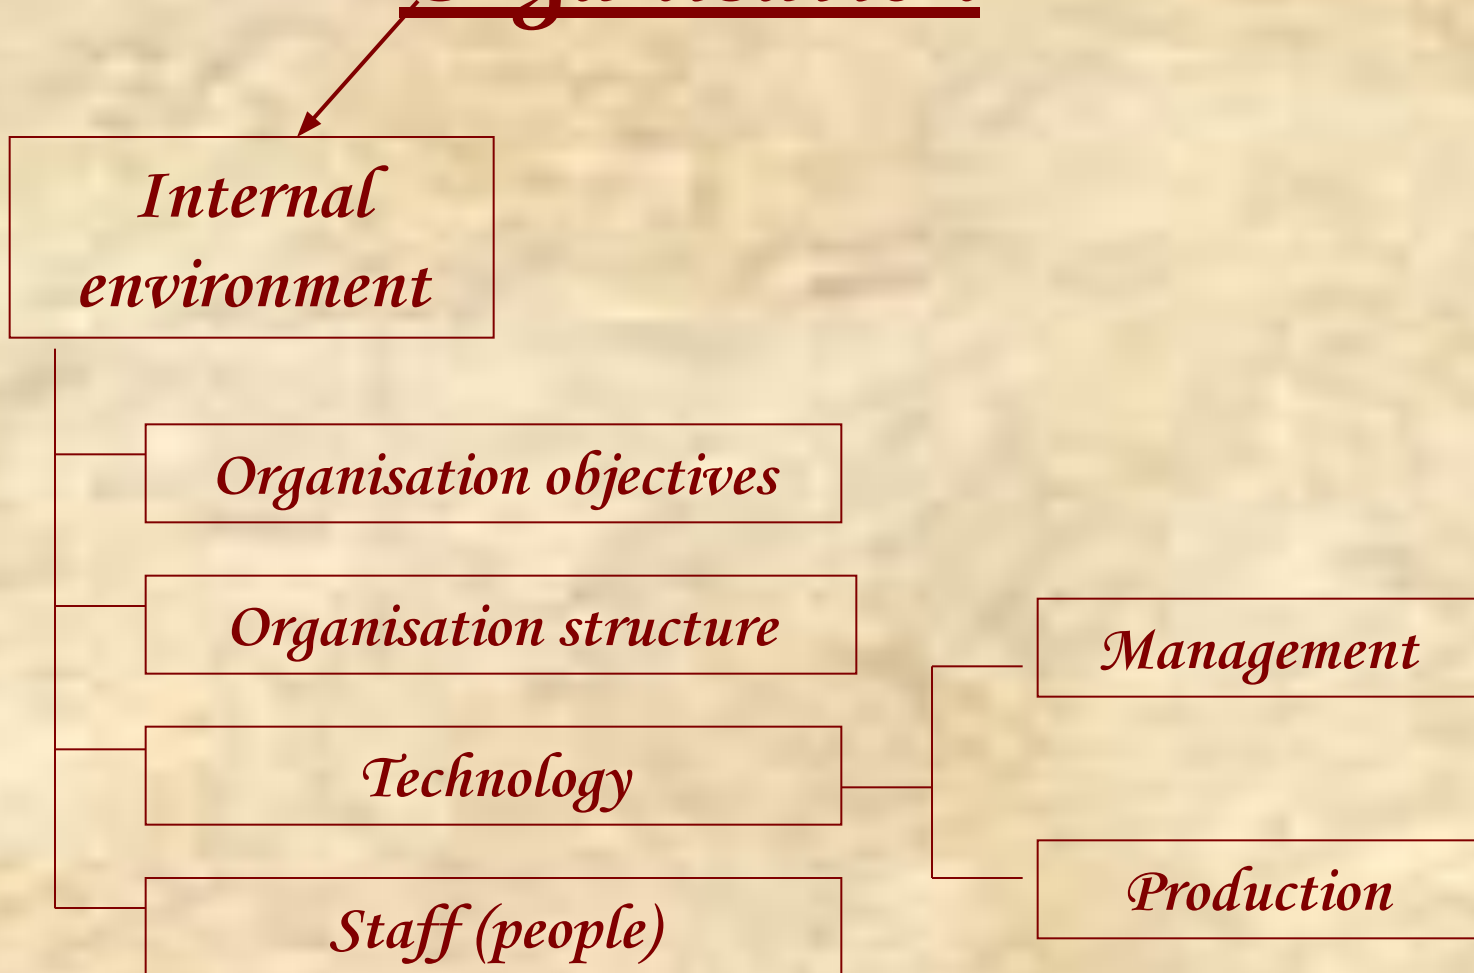 Internal
environment
Organisation objectives
Organisation structure
Management
Technology
Production
Staff (people)